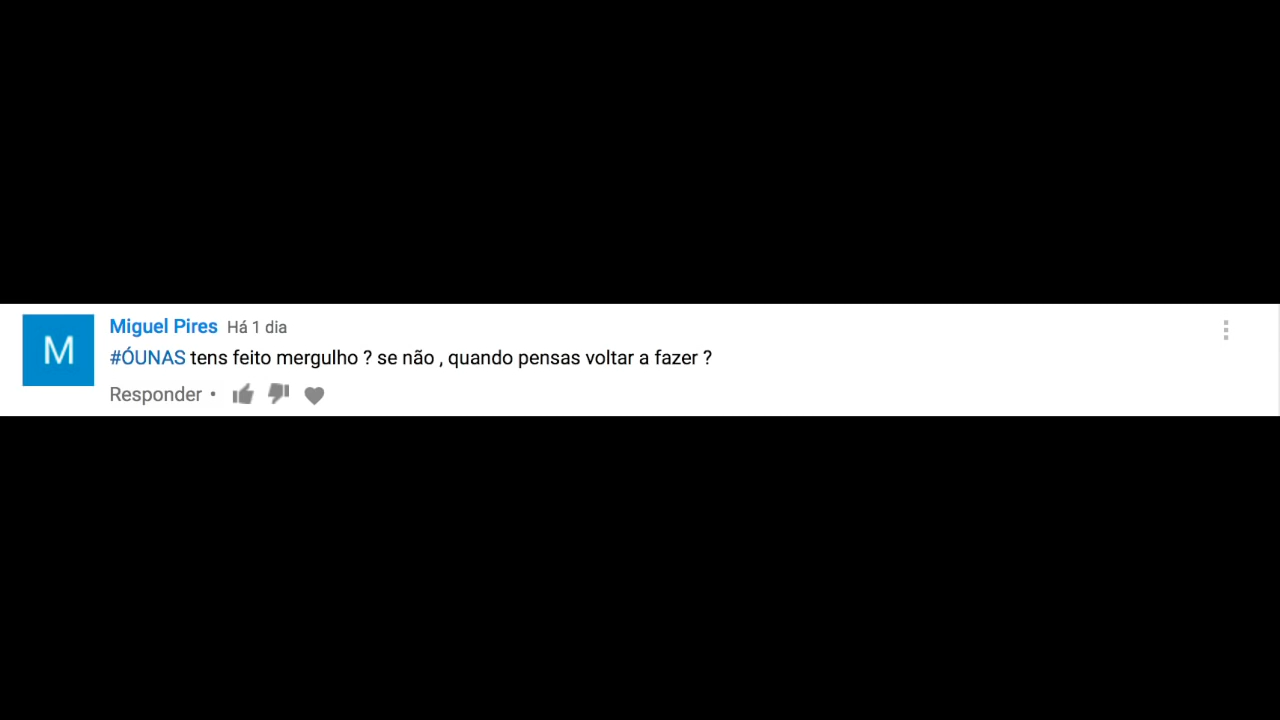 M
Miguel Pires Há 1 dia
#ÓUNAS tens feito mergulho ? se não , quando pensas voltar a fazer ?
Responder •